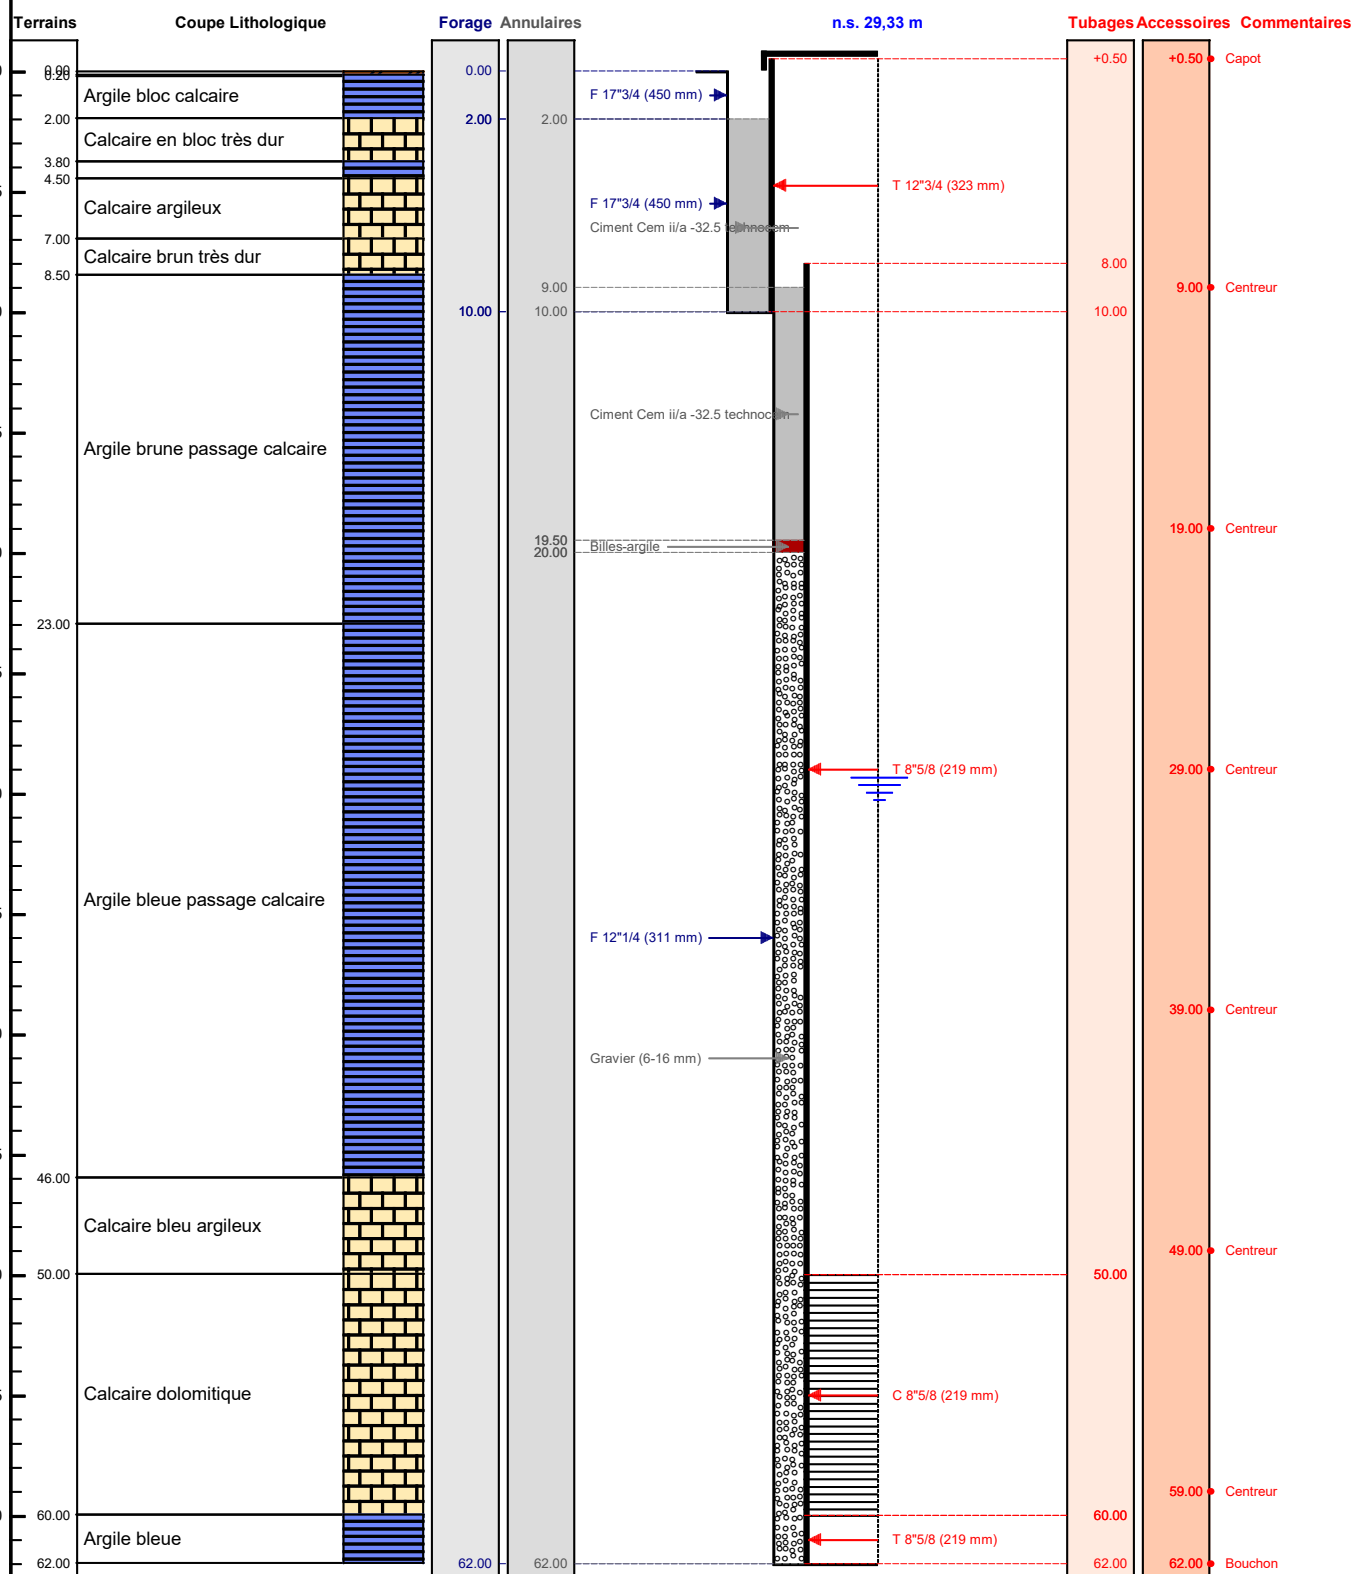 Terrains Coupe Lithologique Forage Annulaires n.s. 29,33 m Tubages Accessoires Commentaires
+0.50 +0.50 Capot
0.00 0.00
0.20
Argile bloc calcaire F 17"3/4 (450 mm)
2.00 2.00 2.00
Calcaire en bloc très dur
3.80
4.50 T 12"3/4 (323 mm)
Calcaire argileux F 17"3/4 (450 mm)
Ciment Cem ii/a -32.5 technocem
7.00
Calcaire brun très dur 8.00
8.50
9.00 9.00 Centreur
10.00 10.00 10.00
Ciment Cem ii/a -32.5 technocem
Argile brune passage calcaire
19.00 Centreur
19.50
Billes-argile
20.00
23.00
T 8"5/8 (219 mm) 29.00 Centreur
Argile bleue passage calcaire
F 12"1/4 (311 mm)
39.00 Centreur
Gravier (6-16 mm)
46.00
Calcaire bleu argileux
49.00 Centreur
50.00 50.00
Calcaire dolomitique C 8"5/8 (219 mm)
59.00 Centreur
60.00 60.00
Argile bleue T 8"5/8 (219 mm)
62.00 62.00 62.00 62.00 62.00 Bouchon